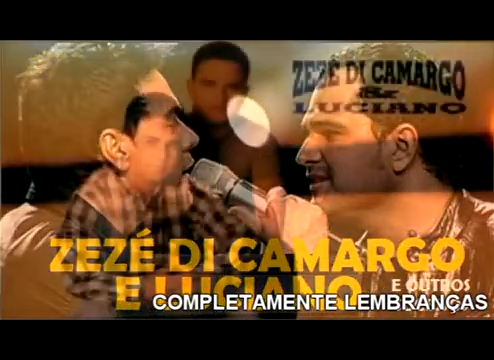 ZEZÉ DI CAMARGO
&
LUCIANO
ZEZÉ DI CAMARGO
E LUCIANO
E OUTROS
COMPLETAMENTE LEMBRANÇAS